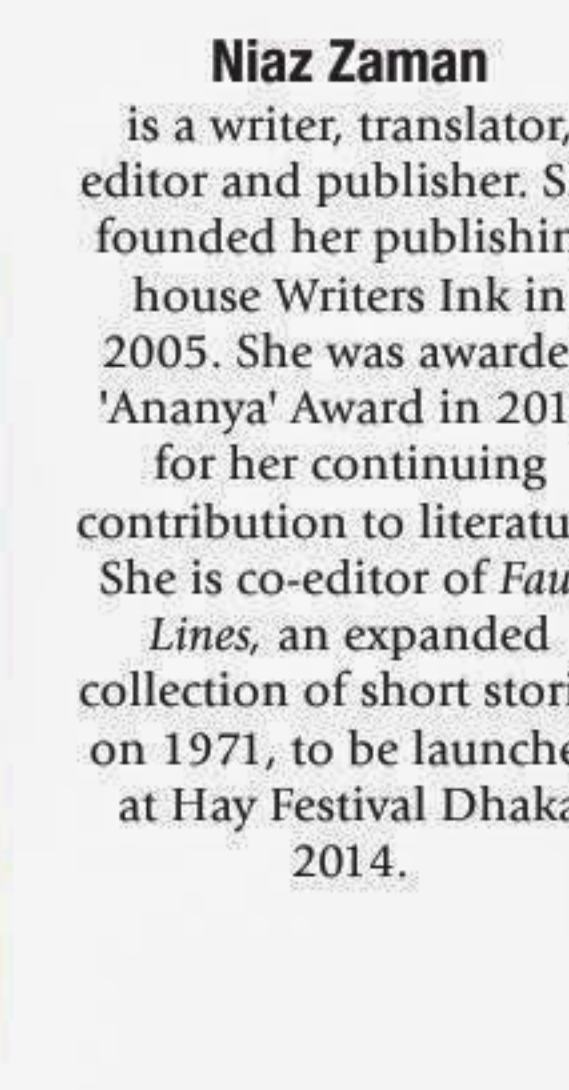 Niaz Zaman
is a writer, translator,
editor and publisher. S
founded her publishin
house Writers Ink in
2005. She was awarde
'Ananya' Award in 201
for her continuing
contribution to literatu
She is co-editor of Fau
Lines, an expanded
collection of short stori
on 1971, to be launche
at Hay Festival Dhaka
2014.